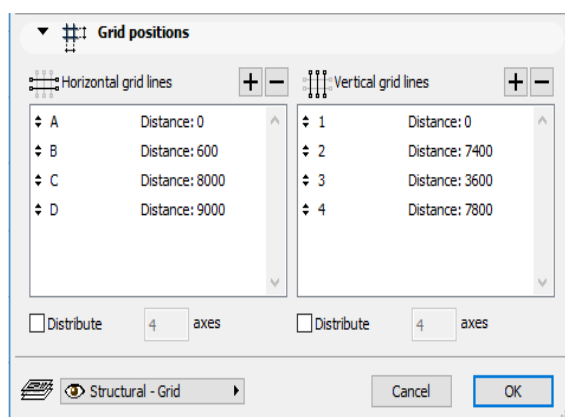 Grid positions
Horizontal grid lines + − Vertical grid lines + −
A Distance: 0 1 Distance: 0
B Distance: 600 2 Distance: 7400
C Distance: 8000 3 Distance: 3600
D Distance: 9000 4 Distance: 7800
Distribute 4 axes Distribute 4 axes
Structural - Grid Cancel OK